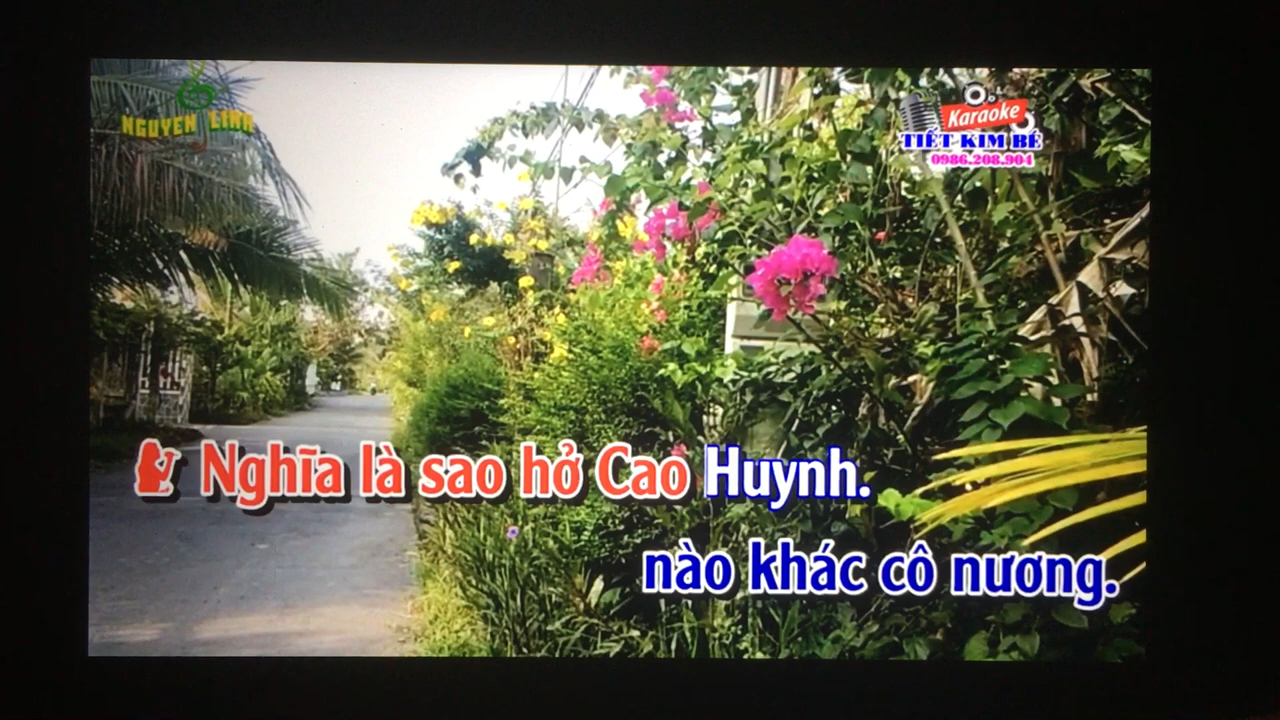 NGUYEN LINH
Karaoke
TIẾT KIM BÉ
0986.208.904
Nghĩa là sao hở Cao Huynh.
nào khác cô nương.